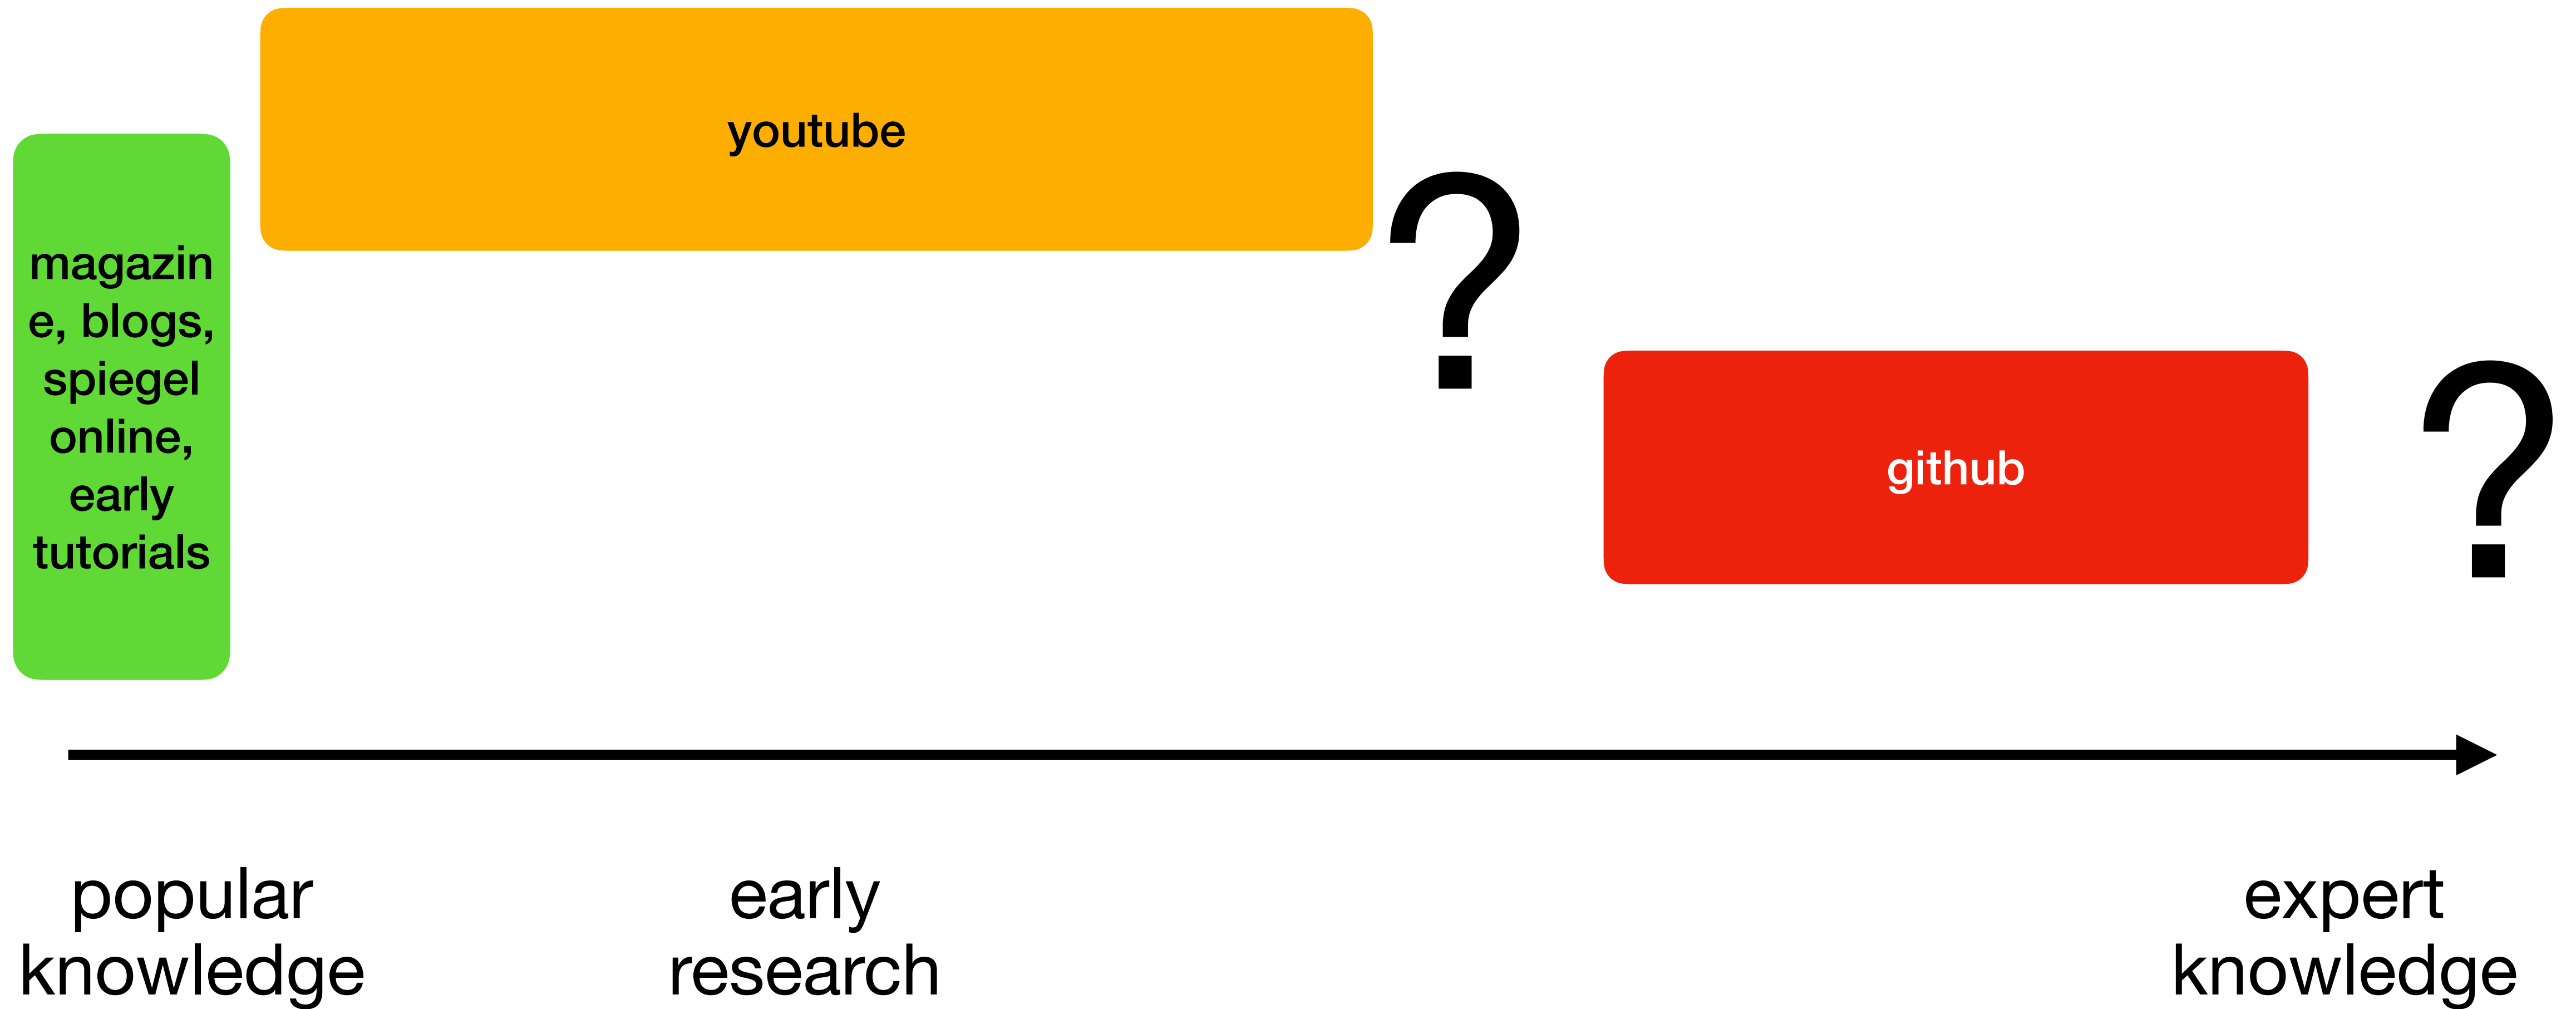 youtube
magazin
e, blogs,
spiegel
online,
early
tutorials
?
github
?
popular
knowledge
early
research
expert
knowledge